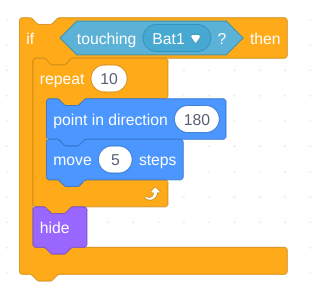 if touching Bat1 ? then
repeat 10
point in direction 180
move 5 steps
hide